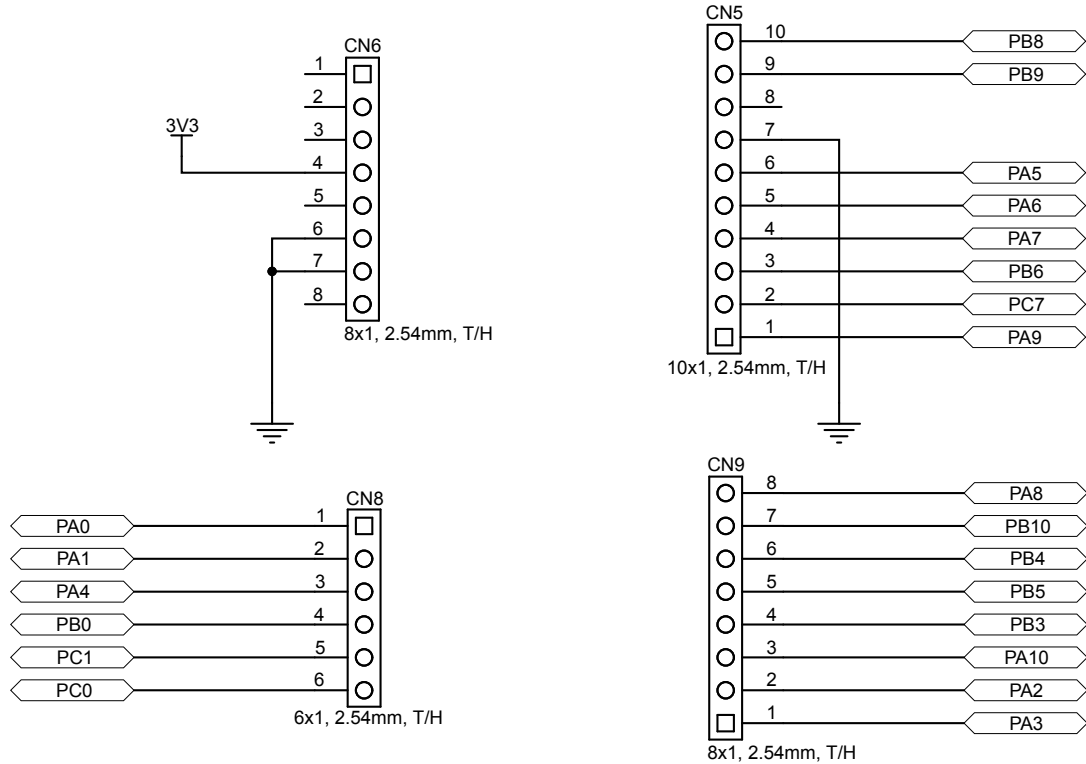 CN6
1
2
3
3V3
4
5
6
7
8
8x1, 2.54mm, T/H
CN5
10 PB8
9 PB9
8
7
6 PA5
5 PA6
4 PA7
3 PB6
2 PC7
1 PA9
10x1, 2.54mm, T/H
CN8
PA0 1
PA1 2
PA4 3
PB0 4
PC1 5
PC0 6
6x1, 2.54mm, T/H
CN9
8 PA8
7 PB10
6 PB4
5 PB5
4 PB3
3 PA10
2 PA2
1 PA3
8x1, 2.54mm, T/H